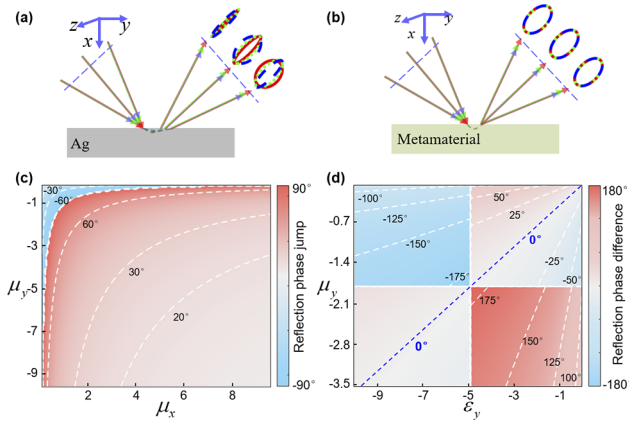 (a)
z
y
x
Ag
(b)
z
y
x
Metamaterial
(c)
-30°
-60°
60°
30°
20°
-1
-3
-5
-7
-9
μy
2
4
6
8
μx
90°
-90°
Reflection phase jump
(d)
-100°
-125°
-150°
-175°
50°
25°
0°
-25°
-50°
0°
175°
150°
125°
100°
-0.7
-1.4
-2.1
-2.8
-3.5
μy
-9
-7
-5
-3
-1
εy
180°
-180
Reflection phase difference